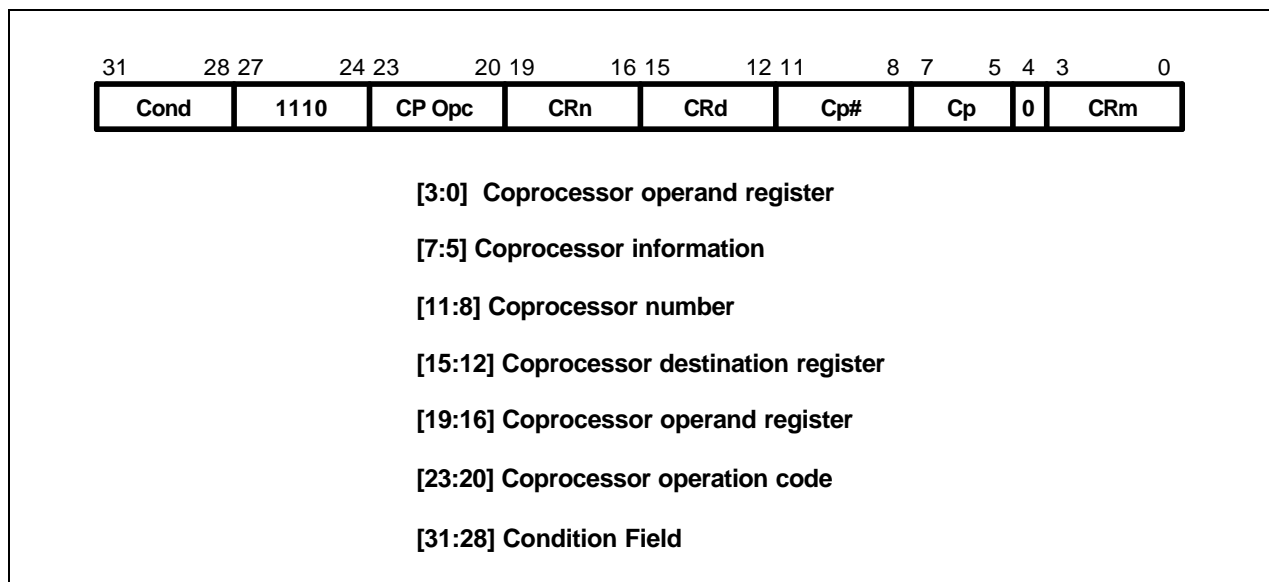 31 28 27 24 23 20 19 16 15 12 11 8 7 5 4 3 0
Cond 1110 CP Opc CRn CRd Cp# Cp 0 CRm
[3:0] Coprocessor operand register
[7:5] Coprocessor information
[11:8] Coprocessor number
[15:12] Coprocessor destination register
[19:16] Coprocessor operand register
[23:20] Coprocessor operation code
[31:28] Condition Field